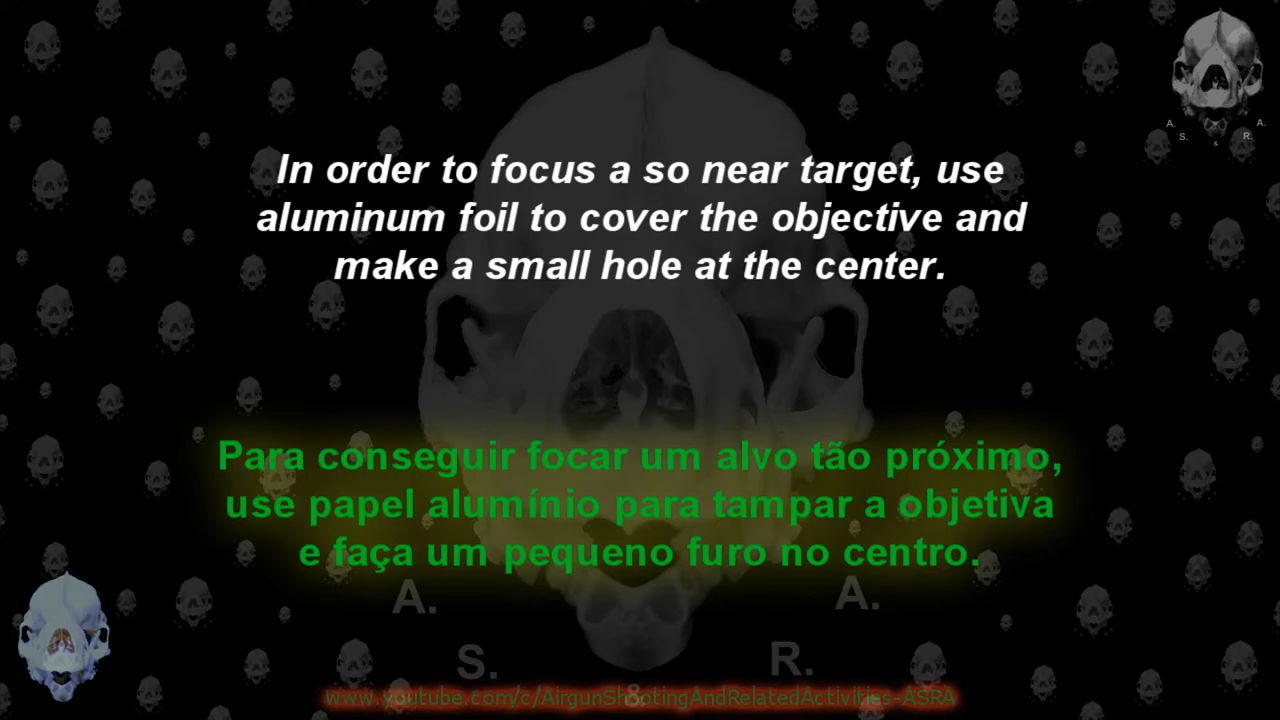 A. A.
S. R.
&
In order to focus a so near target, use
aluminum foil to cover the objective and
make a small hole at the center.
Para conseguir focar um alvo tão próximo,
use papel alumínio para tampar a objetiva
e faça um pequeno furo no centro.
A. A.
S. R.
&
www.youtube.com/c/AirgunShootingAndRelatedActivities-ASRA